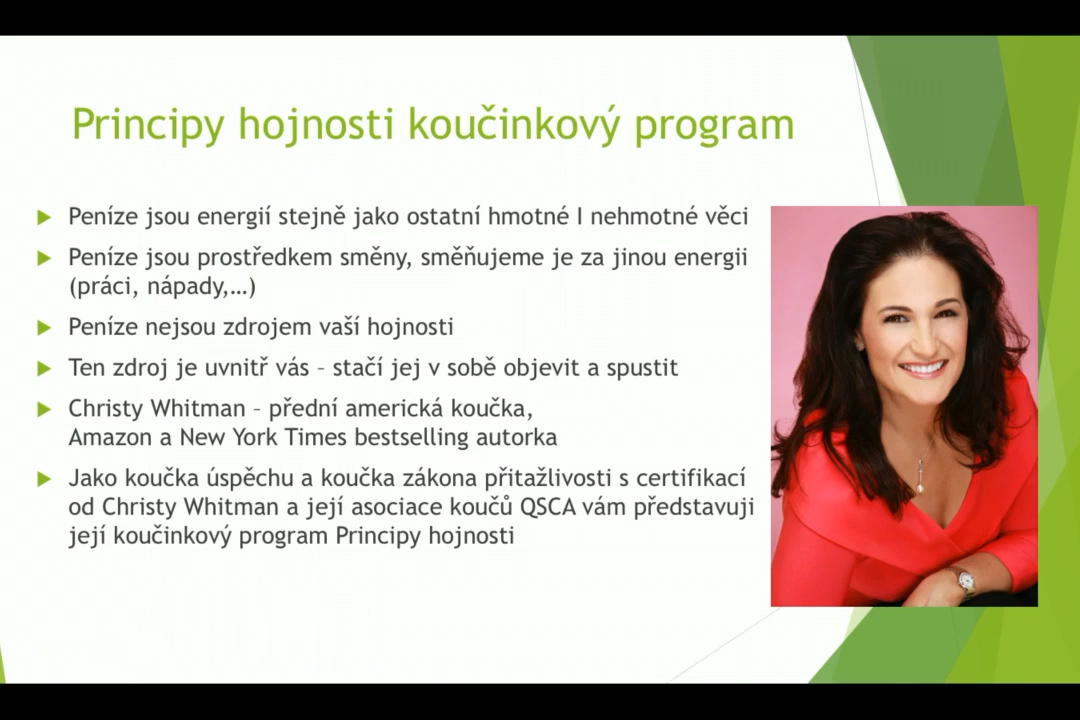 Principy hojnosti koučinkový program
Peníze jsou energií stejně jako ostatní hmotné I nehmotné věci
Peníze jsou prostředkem směny, směňujeme je za jinou energii
(práci, nápady,…)
Peníze nejsou zdrojem vaší hojnosti
Ten zdroj je uvnitř vás – stačí jej v sobě objevit a spustit
Christy Whitman – přední americká koučka,
Amazon a New York Times bestselling autorka
Jako koučka úspěchu a koučka zákona přitažlivosti s certifikací
od Christy Whitman a její asociace koučů QSCA vám představuji
její koučinkový program Principy hojnosti